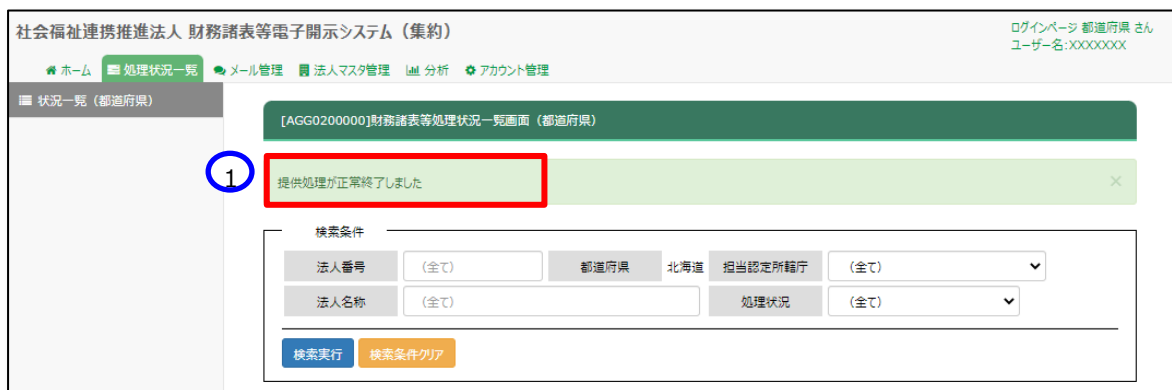 社会福祉連携推進法人 財務諸表等電子開示システム（集約）
ログインページ 都道府県 さん
ユーザー名:XXXXXXX
ホーム 処理状況一覧 メール管理 法人マスタ管理 分析 アカウント管理
状況一覧（都道府県）
[AGG0200000]財務諸表等処理状況一覧画面（都道府県）
1
提供処理が正常終了しました ×
検索条件
法人番号 （全て） 都道府県 北海道 担当認定所轄庁 （全て）
法人名称 （全て） 処理状況 （全て）
検索実行 検索条件クリア